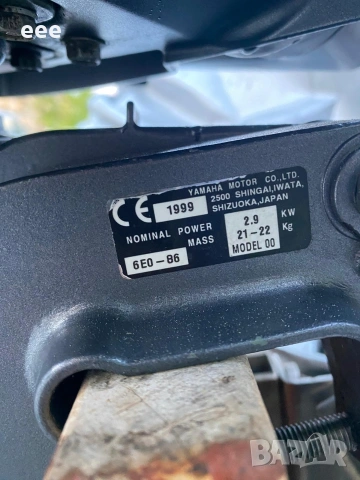 eee
CE 1999 YAMAHA MOTOR CO.,LTD.
2500 SHINGAI,IWATA,
SHIZUOKA,JAPAN
NOMINAL POWER 2.9 KW
MASS 21-22 Kg
6E0-86 MODEL 00
BAZAR